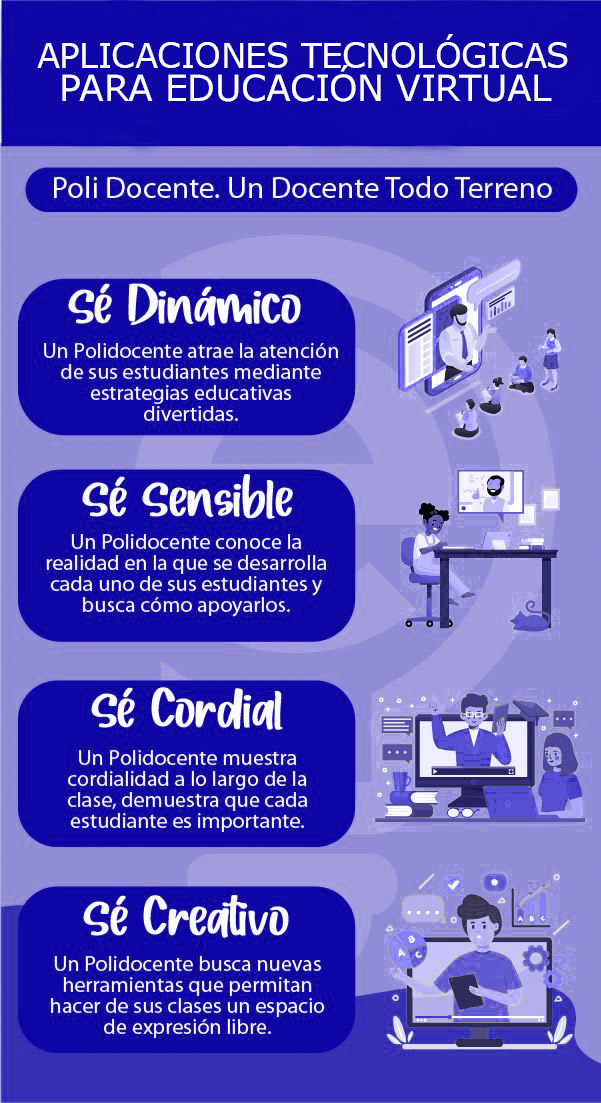 APLICACIONES TECNOLÓGICAS
PARA EDUCACIÓN VIRTUAL
Poli Docente. Un Docente Todo Terreno
Sé Dinámico
Un Polidocente atrae la atención
de sus estudiantes mediante
estrategias educativas
divertidas.
Sé Sensible
Un Polidocente conoce la
realidad en la que se desarrolla
cada uno de sus estudiantes y
busca cómo apoyarlos.
Sé Cordial
Un Polidocente muestra
cordialidad a lo largo de la
clase, demuestra que cada
estudiante es importante.
Sé Creativo
Un Polidocente busca nuevas
herramientas que permitan
hacer de sus clases un espacio
de expresión libre.
A B C
A
B
C